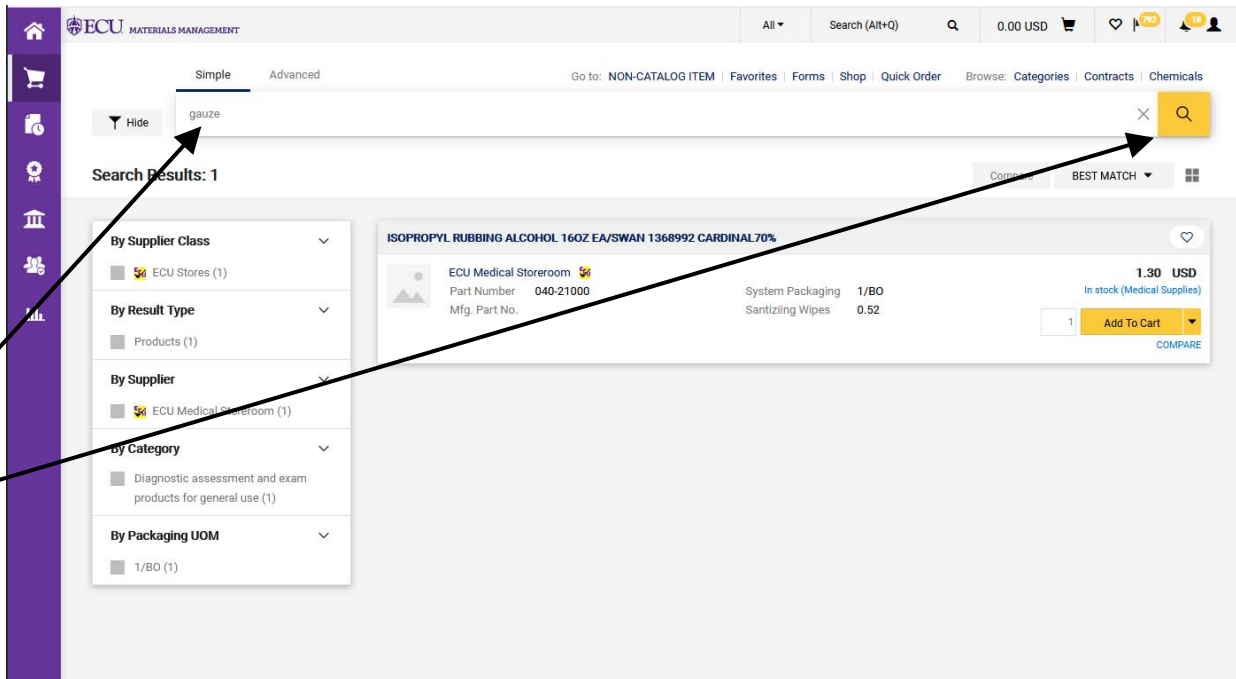 ECU MATERIALS MANAGEMENT
All
Search (Alt+Q)
0.00 USD
792
18
Simple
Advanced
Go to: NON-CATALOG ITEM | Favorites | Forms | Shop | Quick Order
Browse: Categories | Contracts | Chemicals
Hide
gauze
Search Results: 1
Compare
BEST MATCH
By Supplier Class
ECU Stores (1)
By Result Type
Products (1)
By Supplier
ECU Medical Storeroom (1)
By Category
Diagnostic assessment and exam
products for general use (1)
By Packaging UOM
1/BO (1)
ISOPROPYL RUBBING ALCOHOL 16OZ EA/SWAN 1368992 CARDINAL70%
ECU Medical Storeroom
Part Number 040-21000
Mfg. Part No.
System Packaging 1/BO
Santiziing Wipes 0.52
1.30 USD
In stock (Medical Supplies)
1
Add To Cart
COMPARE